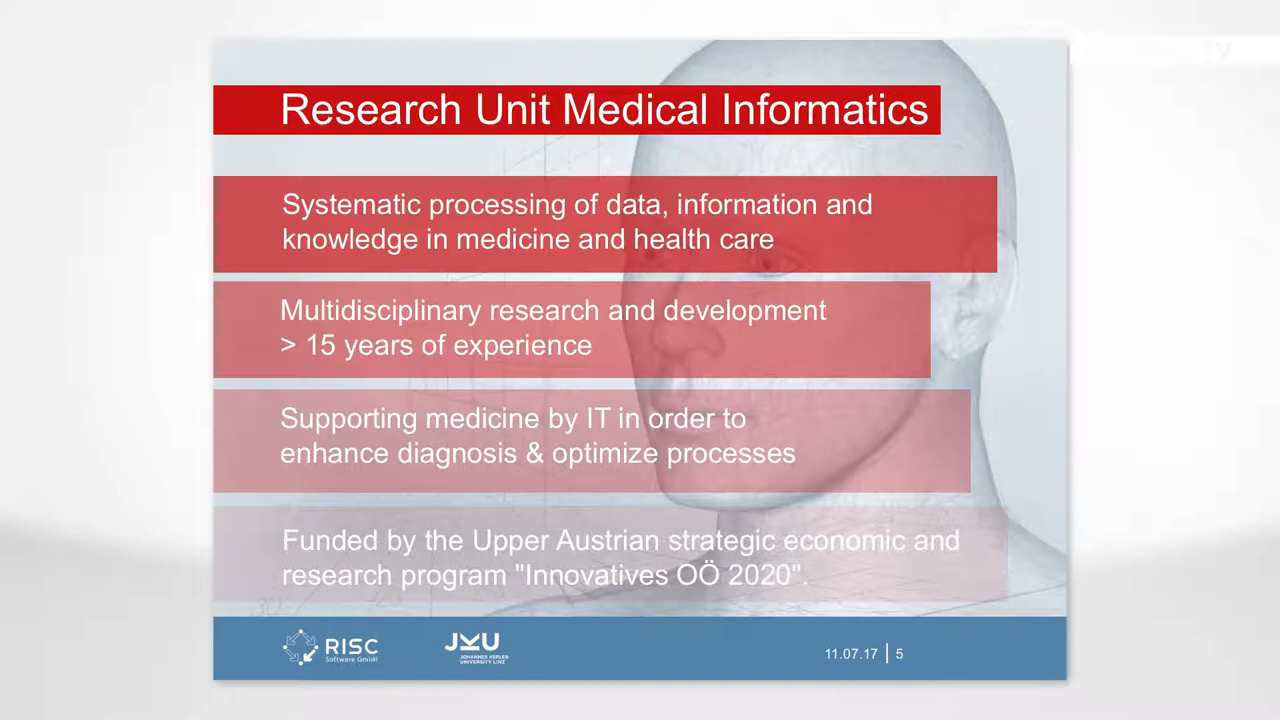 TV
Research Unit Medical Informatics
Systematic processing of data, information and
knowledge in medicine and health care
Multidisciplinary research and development
> 15 years of experience
Supporting medicine by IT in order to
enhance diagnosis & optimize processes
Funded by the Upper Austrian strategic economic and
research program "Innovatives OÖ 2020".
RISC
Software GmbH
JKU
JOHANNES KEPLER
UNIVERSITY LINZ
11.07.17 | 5